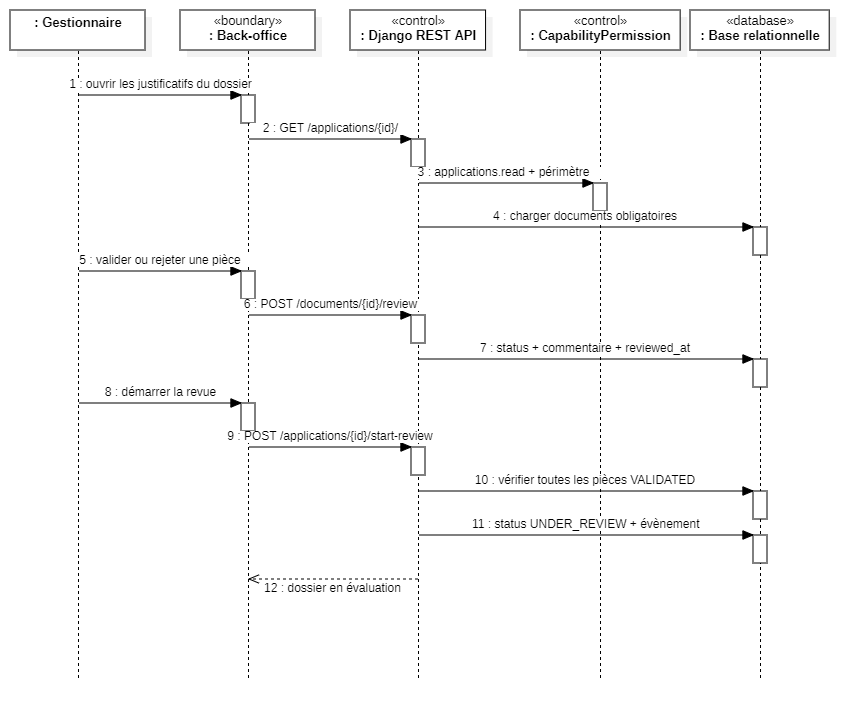 : Gestionnaire
«boundary»
: Back-office
«control»
: Django REST API
«control»
: CapabilityPermission
«database»
: Base relationnelle
1 : ouvrir les justificatifs du dossier
2 : GET /applications/{id}/
3 : applications.read + périmètre
4 : charger documents obligatoires
5 : valider ou rejeter une pièce
6 : POST /documents/{id}/review
7 : status + commentaire + reviewed_at
8 : démarrer la revue
9 : POST /applications/{id}/start-review
10 : vérifier toutes les pièces VALIDATED
11 : status UNDER_REVIEW + évènement
12 : dossier en évaluation